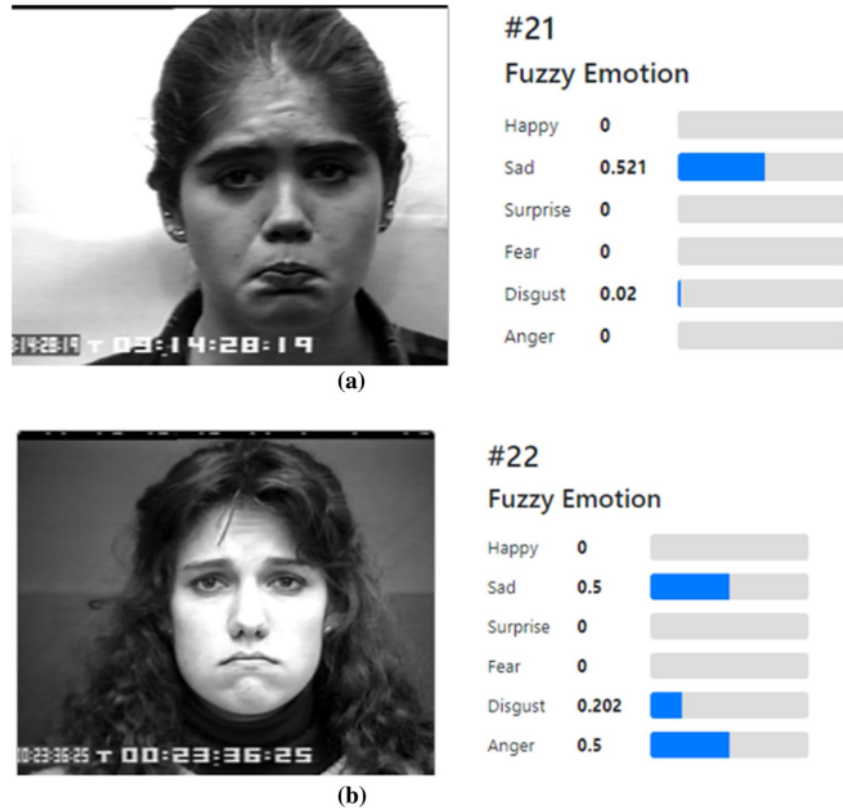 #21
Fuzzy Emotion
Happy 0
Sad 0.521
Surprise 0
Fear 0
Disgust 0.02
Anger 0
3:14:28:19 T 03:14:28:19
(a)
#22
Fuzzy Emotion
Happy 0
Sad 0.5
Surprise 0
Fear 0
Disgust 0.202
Anger 0.5
00:23:36:25 T 00:23:36:25
(b)